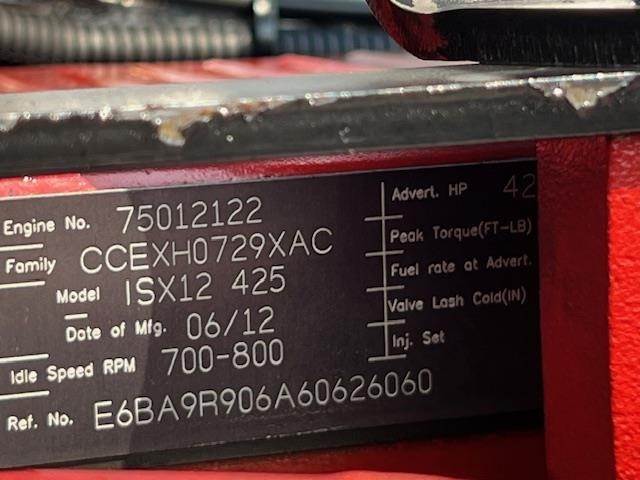 Engine No. 75012122
Family CCEXH0729XAC
Model ISX12 425
Date of Mfg. 06/12
Idle Speed RPM 700-800
Ref. No. E6BA9R906A60626060
Advert. HP 42
Peak Torque(FT-LB)
Fuel rate at Advert.
Valve Lash Cold(IN)
Inj. Set